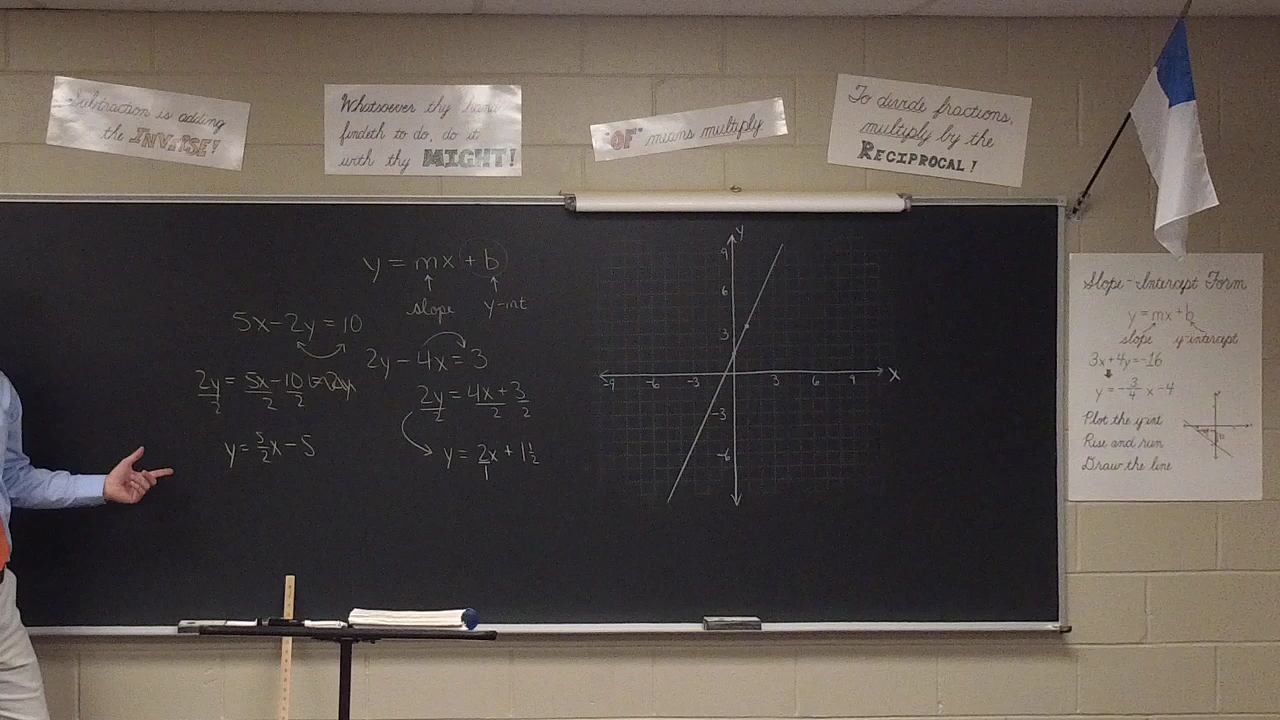 Subtraction is adding
the INVERSE!
Whatsoever thy hand
findeth to do, do it
with thy MIGHT!
"OF" means multiply
To divide fractions,
multiply by the
RECIPROCAL!
y = mx + b
slope y-int
5x-2y = 10
2y - 4x = 3
2y/2 = 5x/2 - 10/2
2y/2 = 4x/2 + 3/2
y = 5/2 x - 5
y = 2/1 x + 1 1/2
y
9
6
3
-9 -6 -3 3 6 9 x
-3
-6
Slope-Intercept Form
y = mx + b
slope y-intercept
3x+4y=-16
y = -3/4 x -4
Plot the y-int
Rise and run
Draw the line